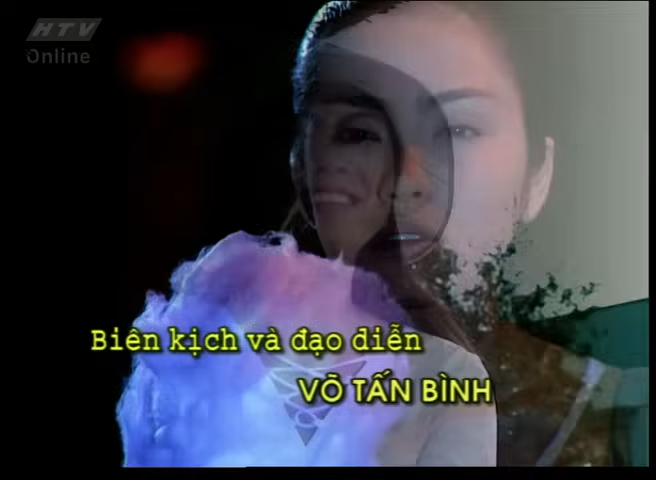 HTV
Online
Biên kịch và đạo diễn
VÕ TẤN BÌNH